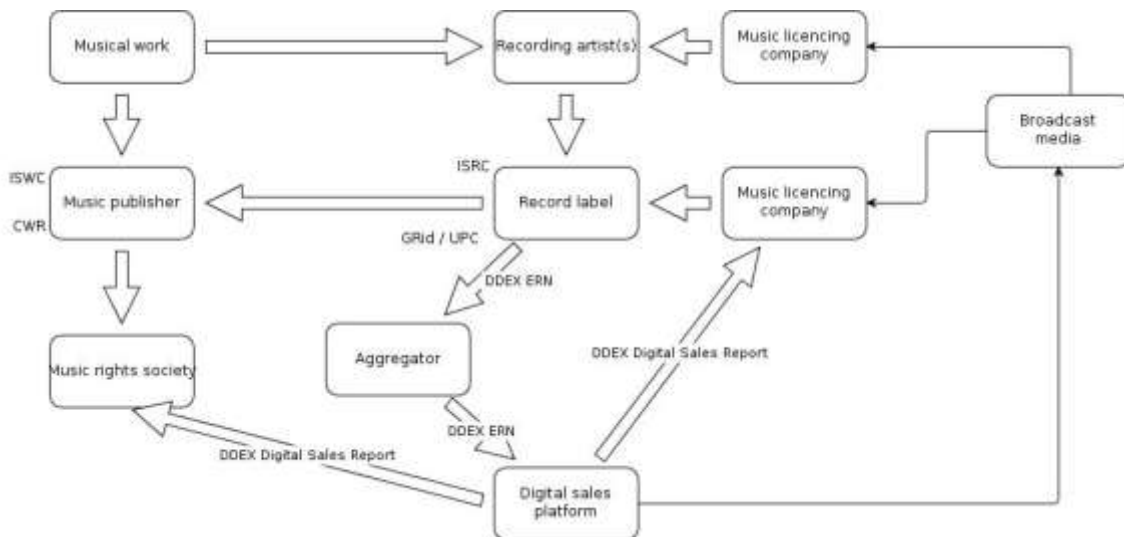 Musical work
Recording artist(s)
Music licencing
company
Broadcast
media
ISWC
ISRC
Music publisher
Record label
Music licencing
company
CWR
GRid / UPC
DDEX ERN
Music rights society
Aggregator
DDEX Digital Sales Report
DDEX ERN
DDEX Digital Sales Report
Digital sales
platform